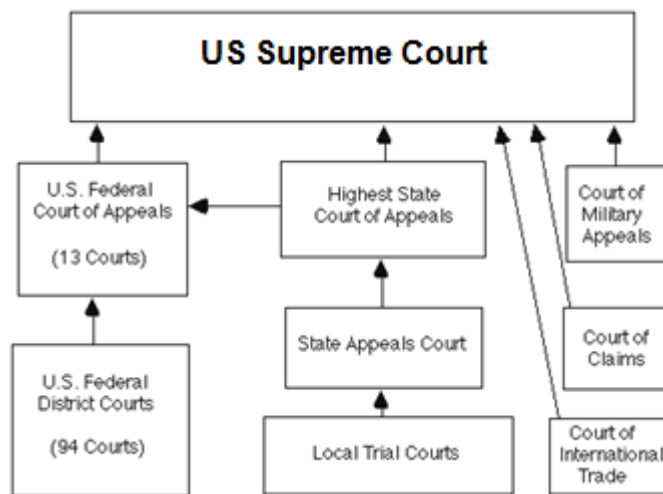 US Supreme Court
U.S. Federal
Court of Appeals
(13 Courts)
Highest State
Court of Appeals
Court of
Military
Appeals
State Appeals Court
Court of
Claims
U.S. Federal
District Courts
(94 Courts)
Local Trial Courts
Court of
International
Trade